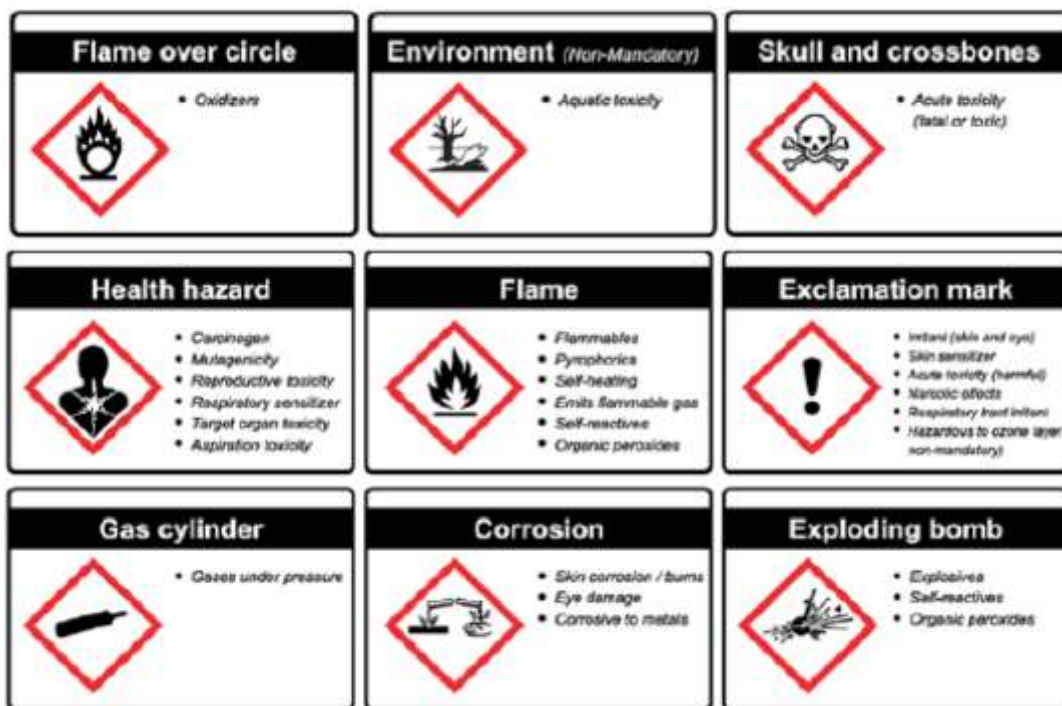 Flame over circle
• Oxidizers
Environment (Non-Mandatory)
• Aquatic toxicity
Skull and crossbones
• Acute toxicity
(fatal or toxic)
Health hazard
• Carcinogen
• Mutagenicity
• Reproductive toxicity
• Respiratory sensitizer
• Target organ toxicity
• Aspiration toxicity
Flame
• Flammables
• Pyrophorics
• Self-heating
• Emits flammable gas
• Self-reactives
• Organic peroxides
Exclamation mark
• Irritant (skin and eye)
• Skin sensitizer
• Acute toxicity (harmful)
• Narcotic effects
• Respiratory tract irritant
• Hazardous to ozone layer
non-mandatory)
Gas cylinder
• Gases under pressure
Corrosion
• Skin corrosion / burns
• Eye damage
• Corrosive to metals
Exploding bomb
• Explosives
• Self-reactives
• Organic peroxides